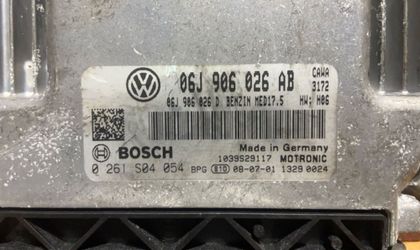 06J 906 026 AB CAWA
3172
06J 906 026 D BENZIN MED17.5 HW: H06
BOSCH Made in Germany
1039S29117 MOTRONIC
0 261 S04 054 BPG 08-07-01 1329 0024